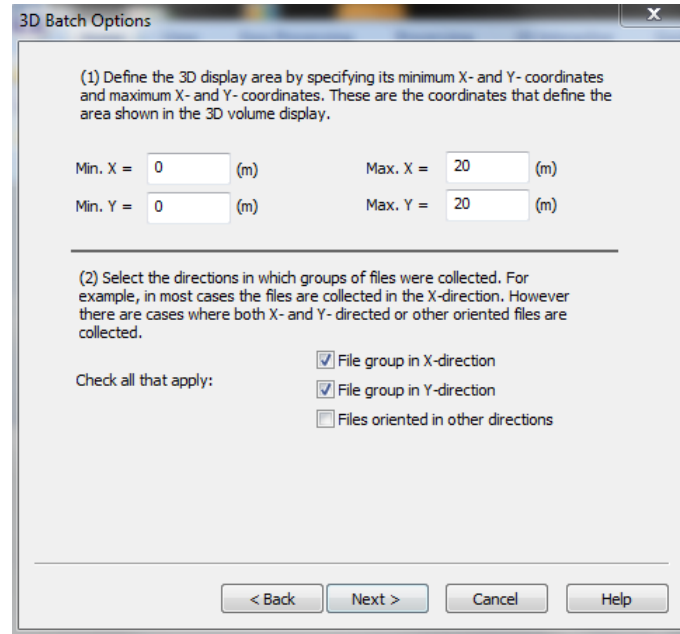 3D Batch Options
X
(1) Define the 3D display area by specifying its minimum X- and Y- coordinates
and maximum X- and Y- coordinates. These are the coordinates that define the
area shown in the 3D volume display.
Min. X = 0 (m) Max. X = 20 (m)
Min. Y = 0 (m) Max. Y = 20 (m)
(2) Select the directions in which groups of files were collected. For
example, in most cases the files are collected in the X-direction. However
there are cases where both X- and Y- directed or other oriented files are
collected.
File group in X-direction
Check all that apply:
File group in Y-direction
Files oriented in other directions
< Back Next > Cancel Help